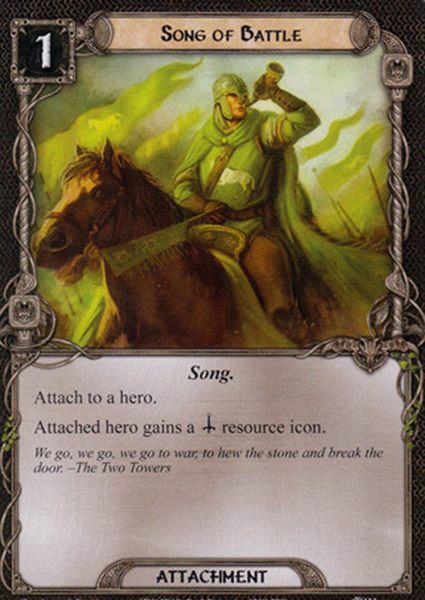 1
Song of Battle
Song.
Attach to a hero.
Attached hero gains a resource icon.
We go, we go, we go to war, to hew the stone and break the
door. –The Two Towers
ATTACHMENT